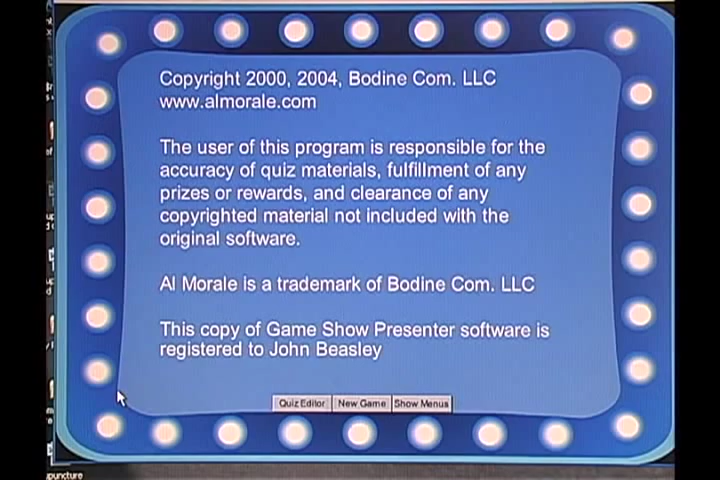 Copyright 2000, 2004, Bodine Com. LLC
www.almorale.com
The user of this program is responsible for the
accuracy of quiz materials, fulfillment of any
prizes or rewards, and clearance of any
copyrighted material not included with the
original software.
Al Morale is a trademark of Bodine Com. LLC
This copy of Game Show Presenter software is
registered to John Beasley
Quiz Editor New Game Show Menus